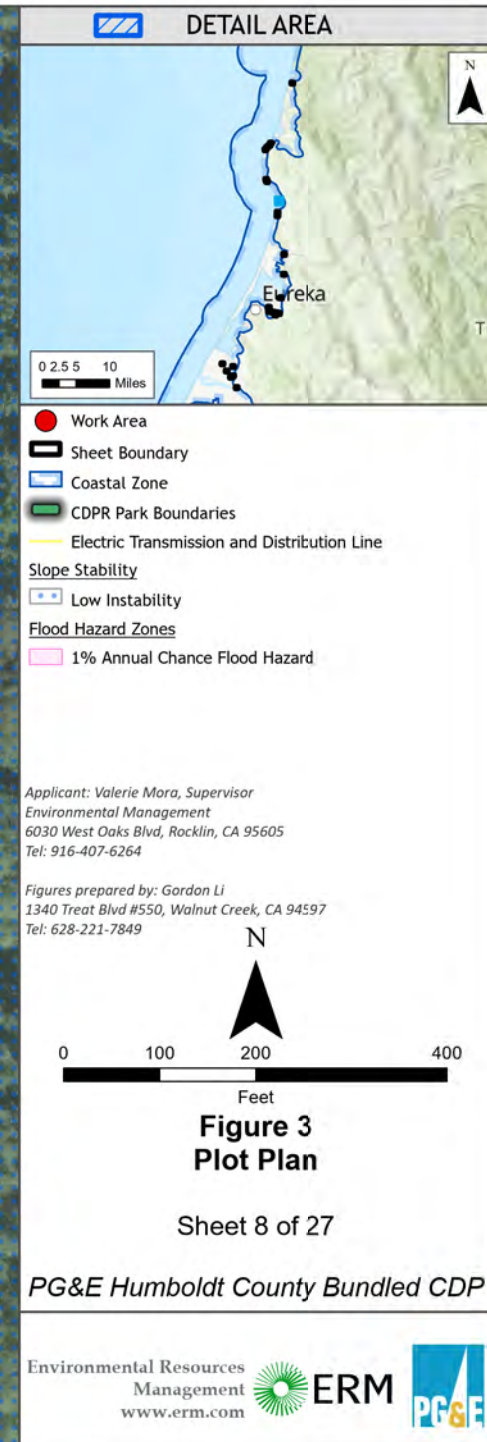 DETAIL AREA
N
Eureka
T
0 2.5 5 10
Miles
Work Area
Sheet Boundary
Coastal Zone
CDPR Park Boundaries
Electric Transmission and Distribution Line
Slope Stability
Low Instability
Flood Hazard Zones
1% Annual Chance Flood Hazard
Applicant: Valerie Mora, Supervisor
Environmental Management
6030 West Oaks Blvd, Rocklin, CA 95605
Tel: 916-407-6264
Figures prepared by: Gordon Li
1340 Treat Blvd #550, Walnut Creek, CA 94597
Tel: 628-221-7849
N
0 100 200 400
Feet
Figure 3
Plot Plan
Sheet 8 of 27
PG&E Humboldt County Bundled CDP
Environmental Resources
Management
www.erm.com
ERM
PG&E